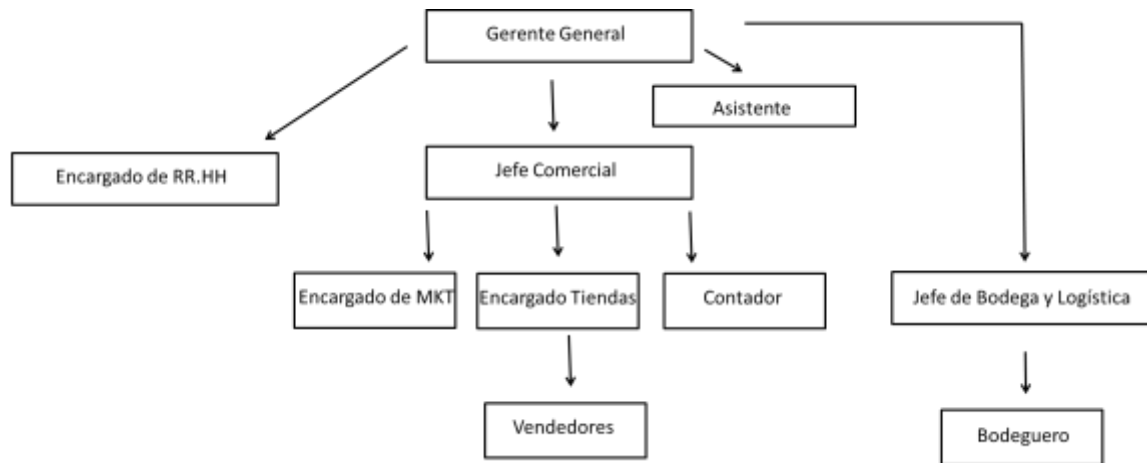 Gerente General
Asistente
Encargado de RR.HH
Jefe Comercial
Encargado de MKT
Encargado Tiendas
Contador
Jefe de Bodega y Logística
Vendedores
Bodeguero